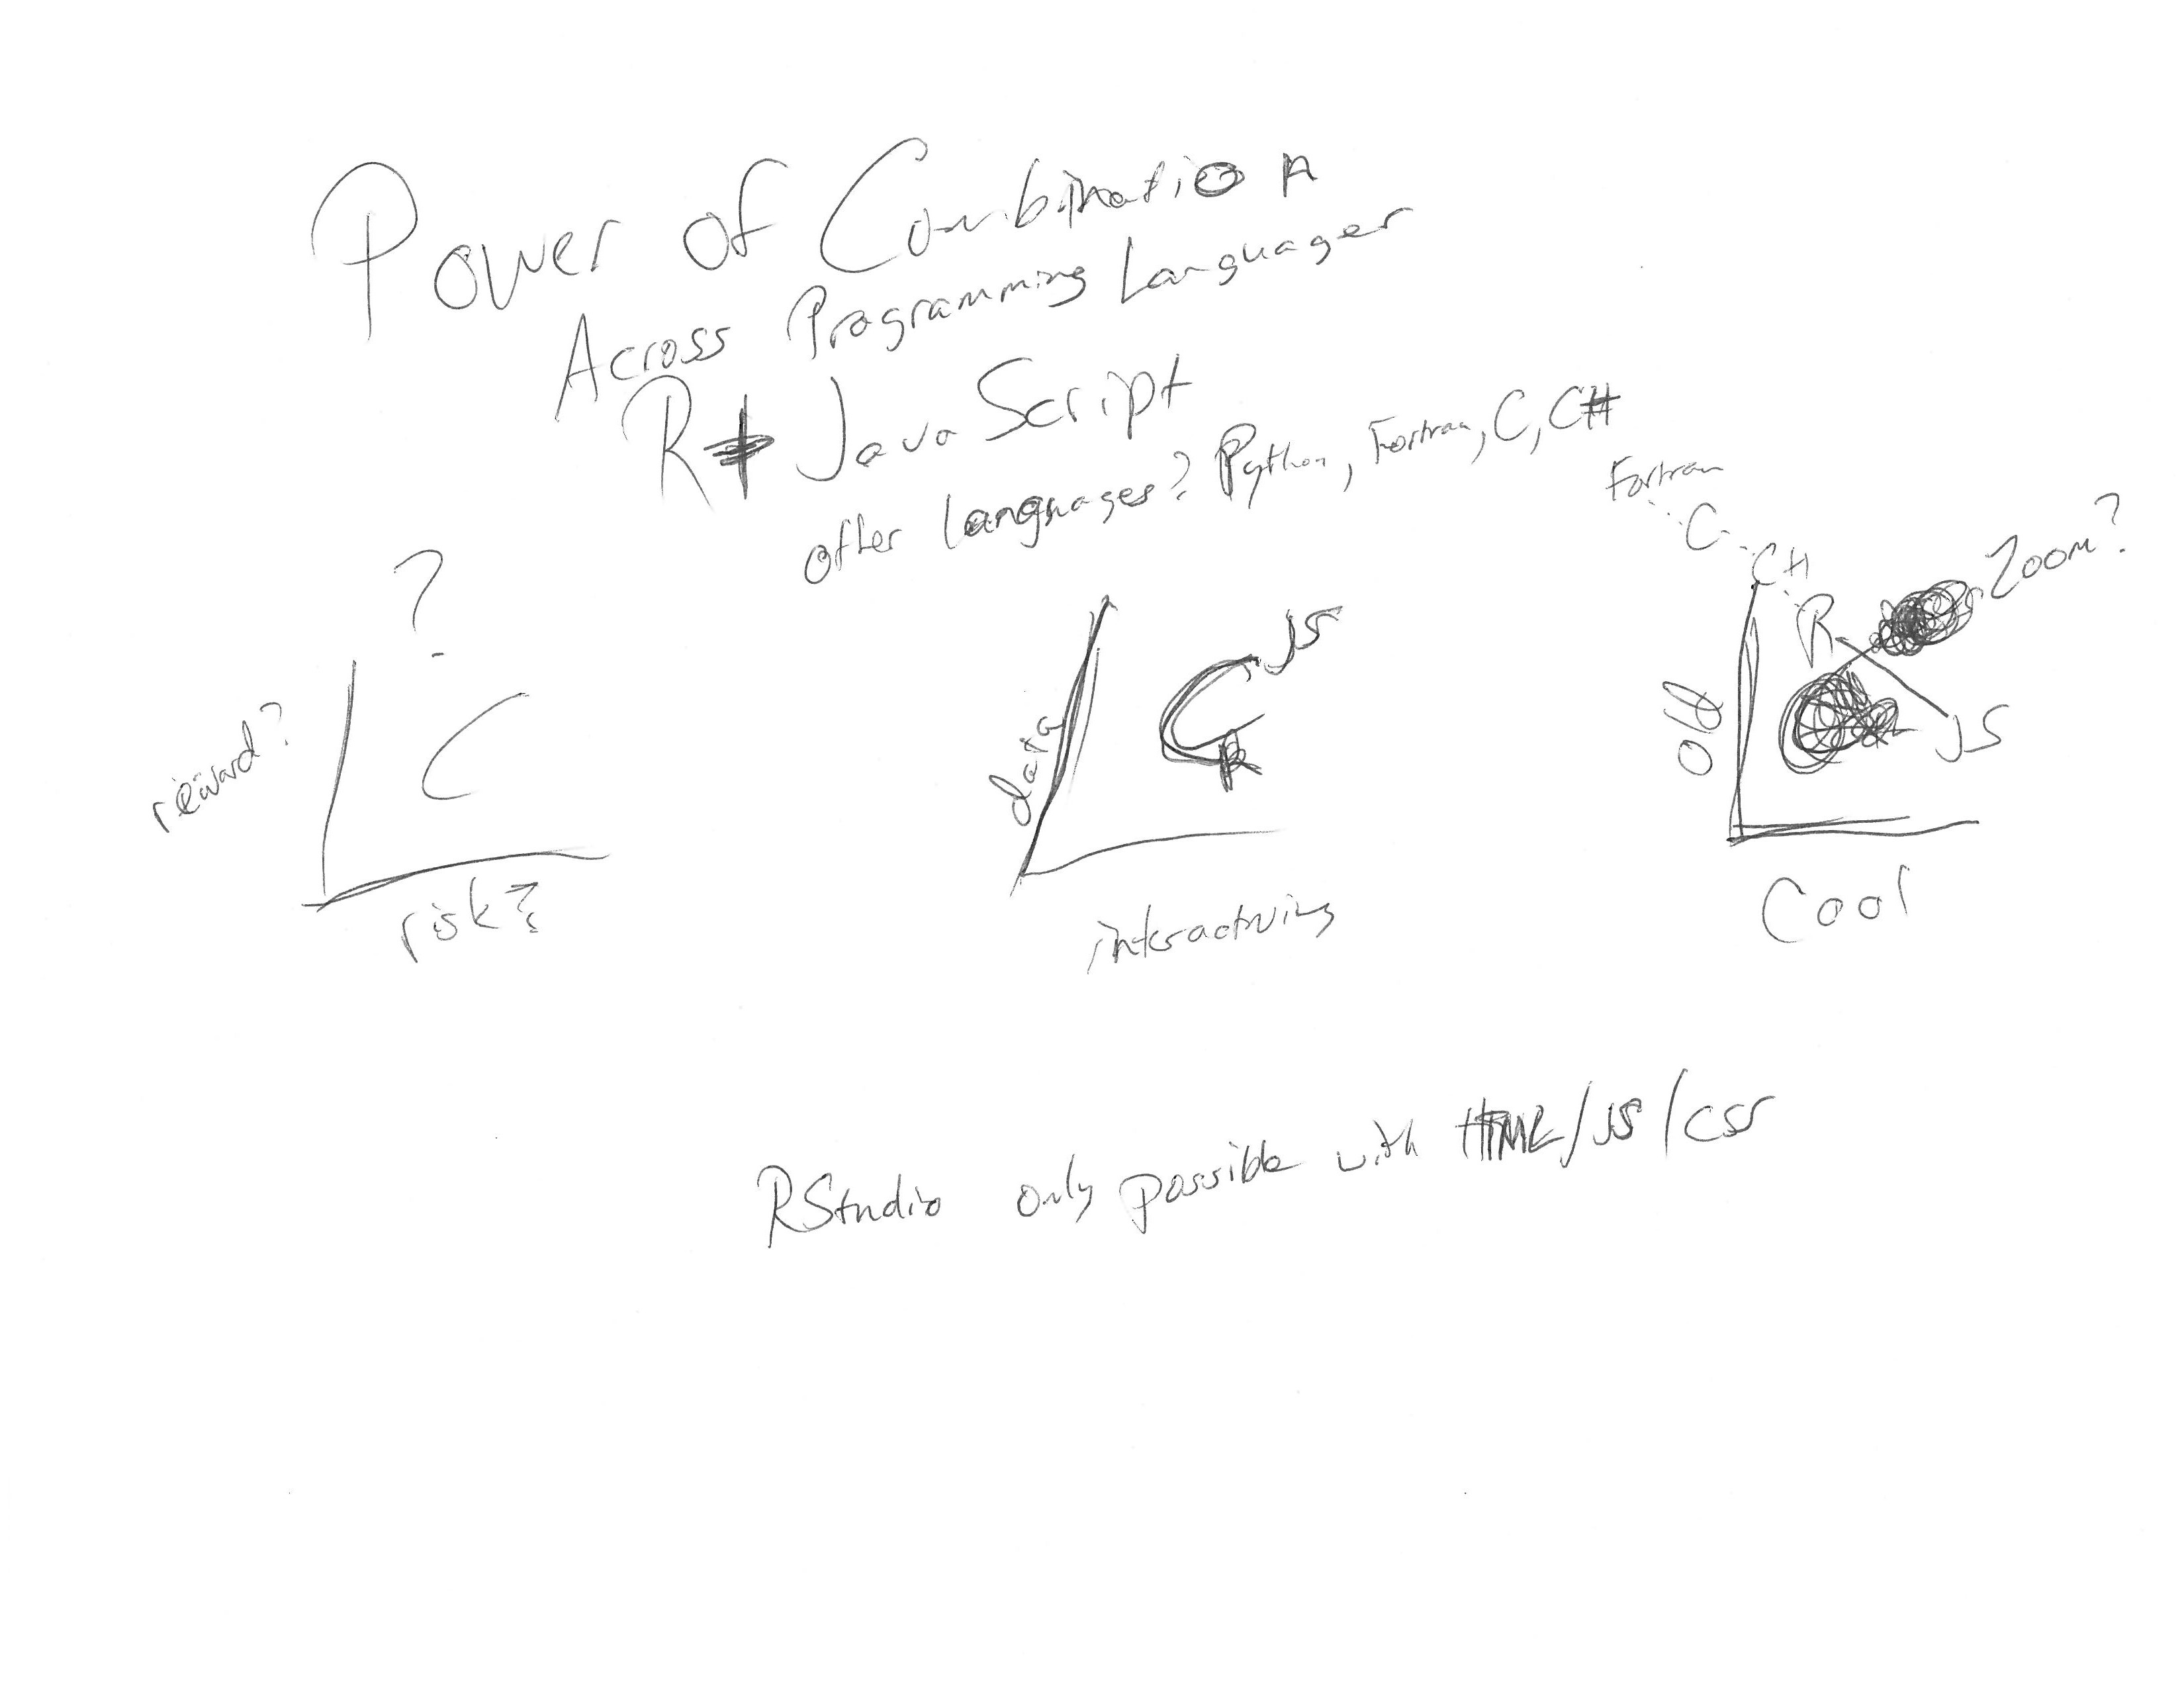 Power of Combination
Across Programming Languages
R + JavaScript
other languages? Python, Fortran, C, C#
?
reward?
risk?
JS
R
data
Fortran
C
C#
R
Zoom?
JS
Old
Cool
RStudio only possible with HTML/JS/CSS